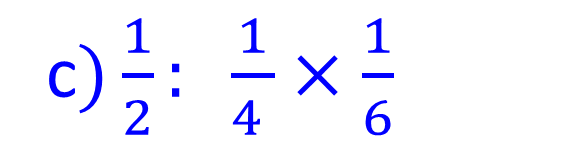 c) 1/2 : 1/4 × 1/6